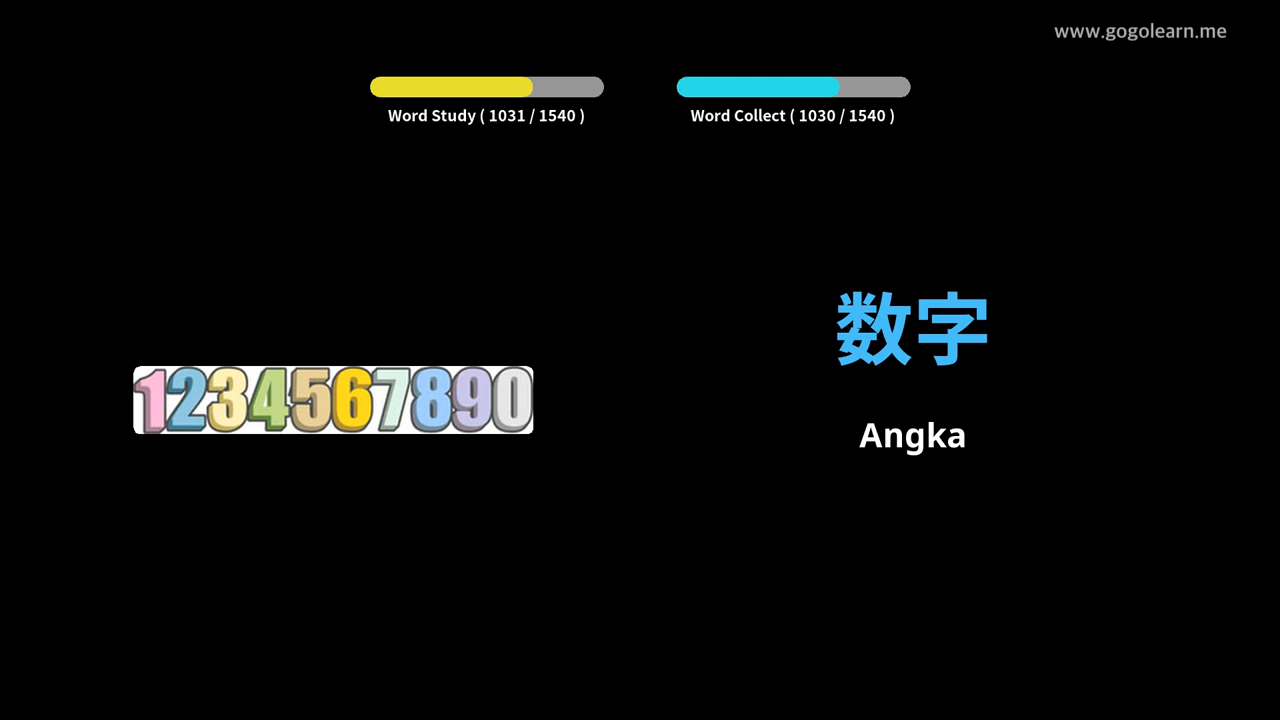 www.gogolearn.me
Word Study ( 1031 / 1540 )
Word Collect ( 1030 / 1540 )
数字
1234567890
Angka